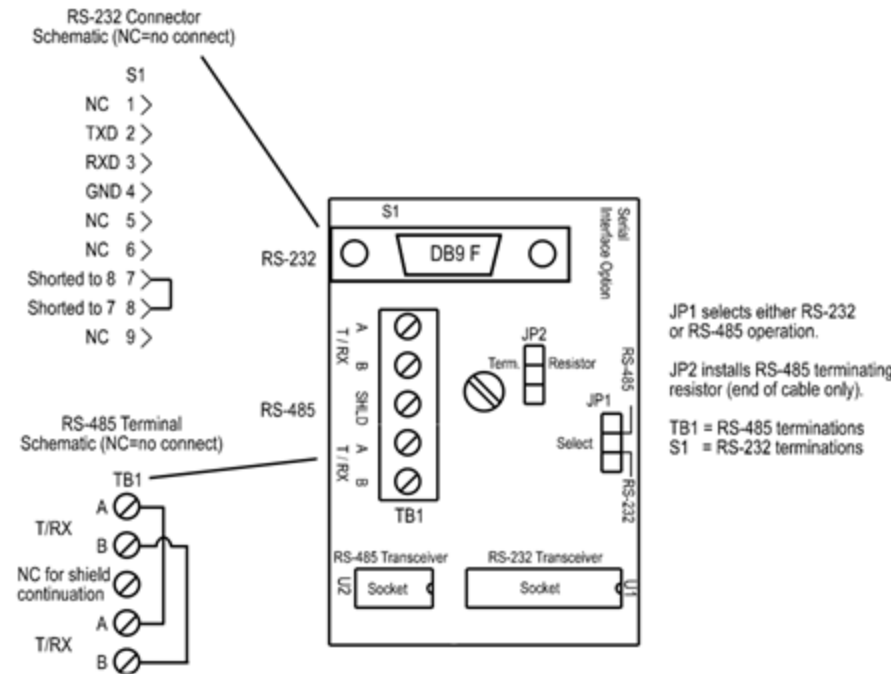 RS-232 Connector
Schematic (NC=no connect)
S1
NC 1
TXD 2
RXD 3
GND 4
NC 5
NC 6
Shorted to 8 7
Shorted to 7 8
NC 9
RS-485 Terminal
Schematic (NC=no connect)
TB1
A
T/RX
B
NC for shield
continuation
A
T/RX
B
RS-232
RS-485
S1
DB9 F
Serial
Interface Option
A
T / RX
B
SHLD
A
T / RX
B
TB1
JP2
Term. Resistor
JP1
Select
RS-485
RS-232
RS-485 Transceiver
U2
Socket
RS-232 Transceiver
Socket
U1
JP1 selects either RS-232
or RS-485 operation.
JP2 installs RS-485 terminating
resistor (end of cable only).
TB1 = RS-485 terminations
S1 = RS-232 terminations